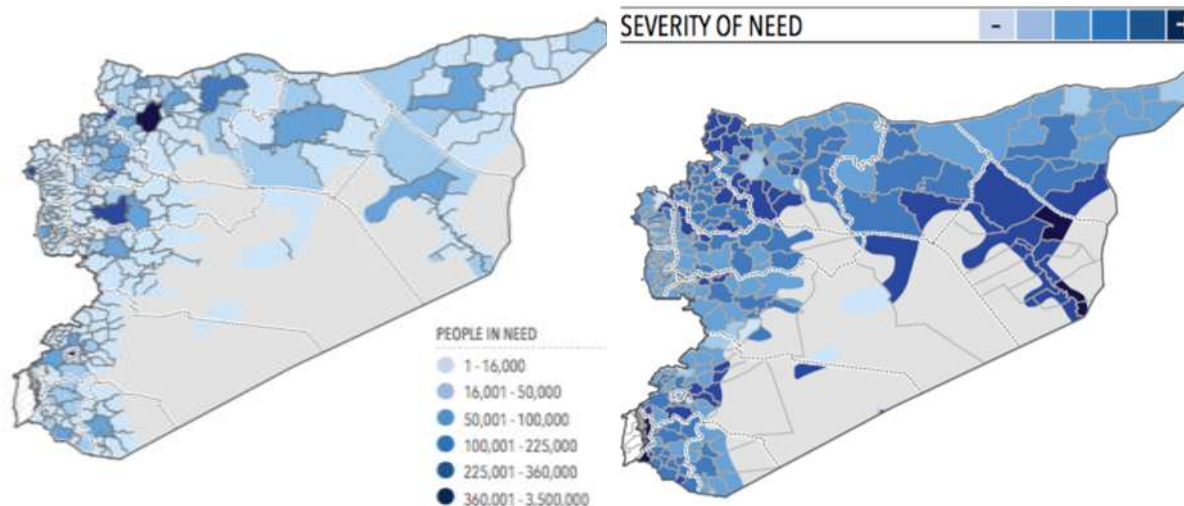 SEVERITY OF NEED
-
+
PEOPLE IN NEED
1 - 16,000
16,001 - 50,000
50,001 - 100,000
100,001 - 225,000
225,001 - 360,000
360,001 - 3,500,000